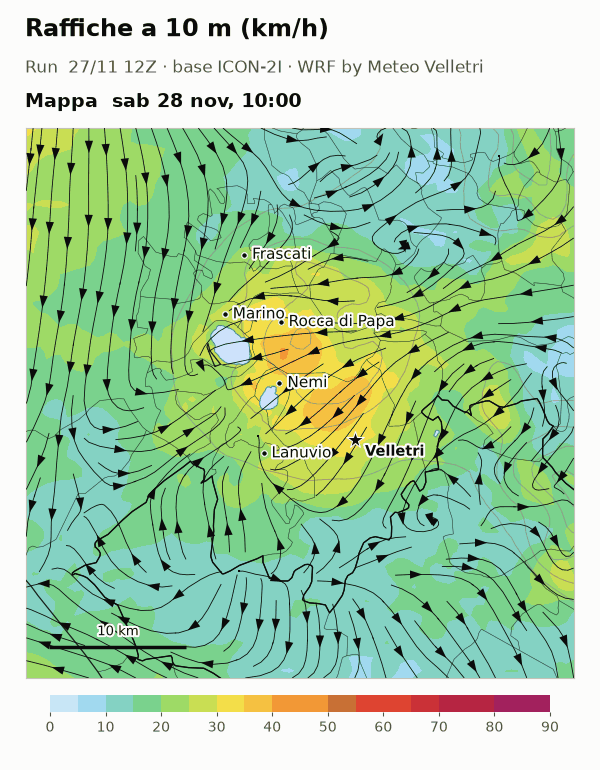 Raffiche a 10 m (km/h)
Run  27/11 12Z · base ICON-2I · WRF by Meteo Velletri
Mappa  sab 28 nov, 10:00
Frascati
Marino
Rocca di Papa
Nemi
Velletri
Lanuvio
10 km
0 10 20 30 40 50 60 70 80 90